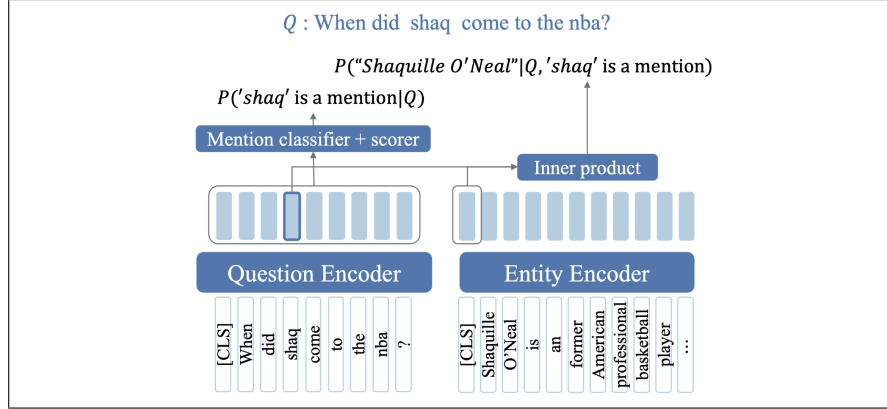 Q : When did shaq come to the nba?
P("Shaquille O'Neal"|Q, 'shaq' is a mention)
P('shaq' is a mention|Q)
Mention classifier + scorer
Inner product
Question Encoder
Entity Encoder
[CLS]
When
did
shaq
come
to
the
nba
?
[CLS]
Shaquille
O'Neal
is
an
former
American
professional
basketball
player
...